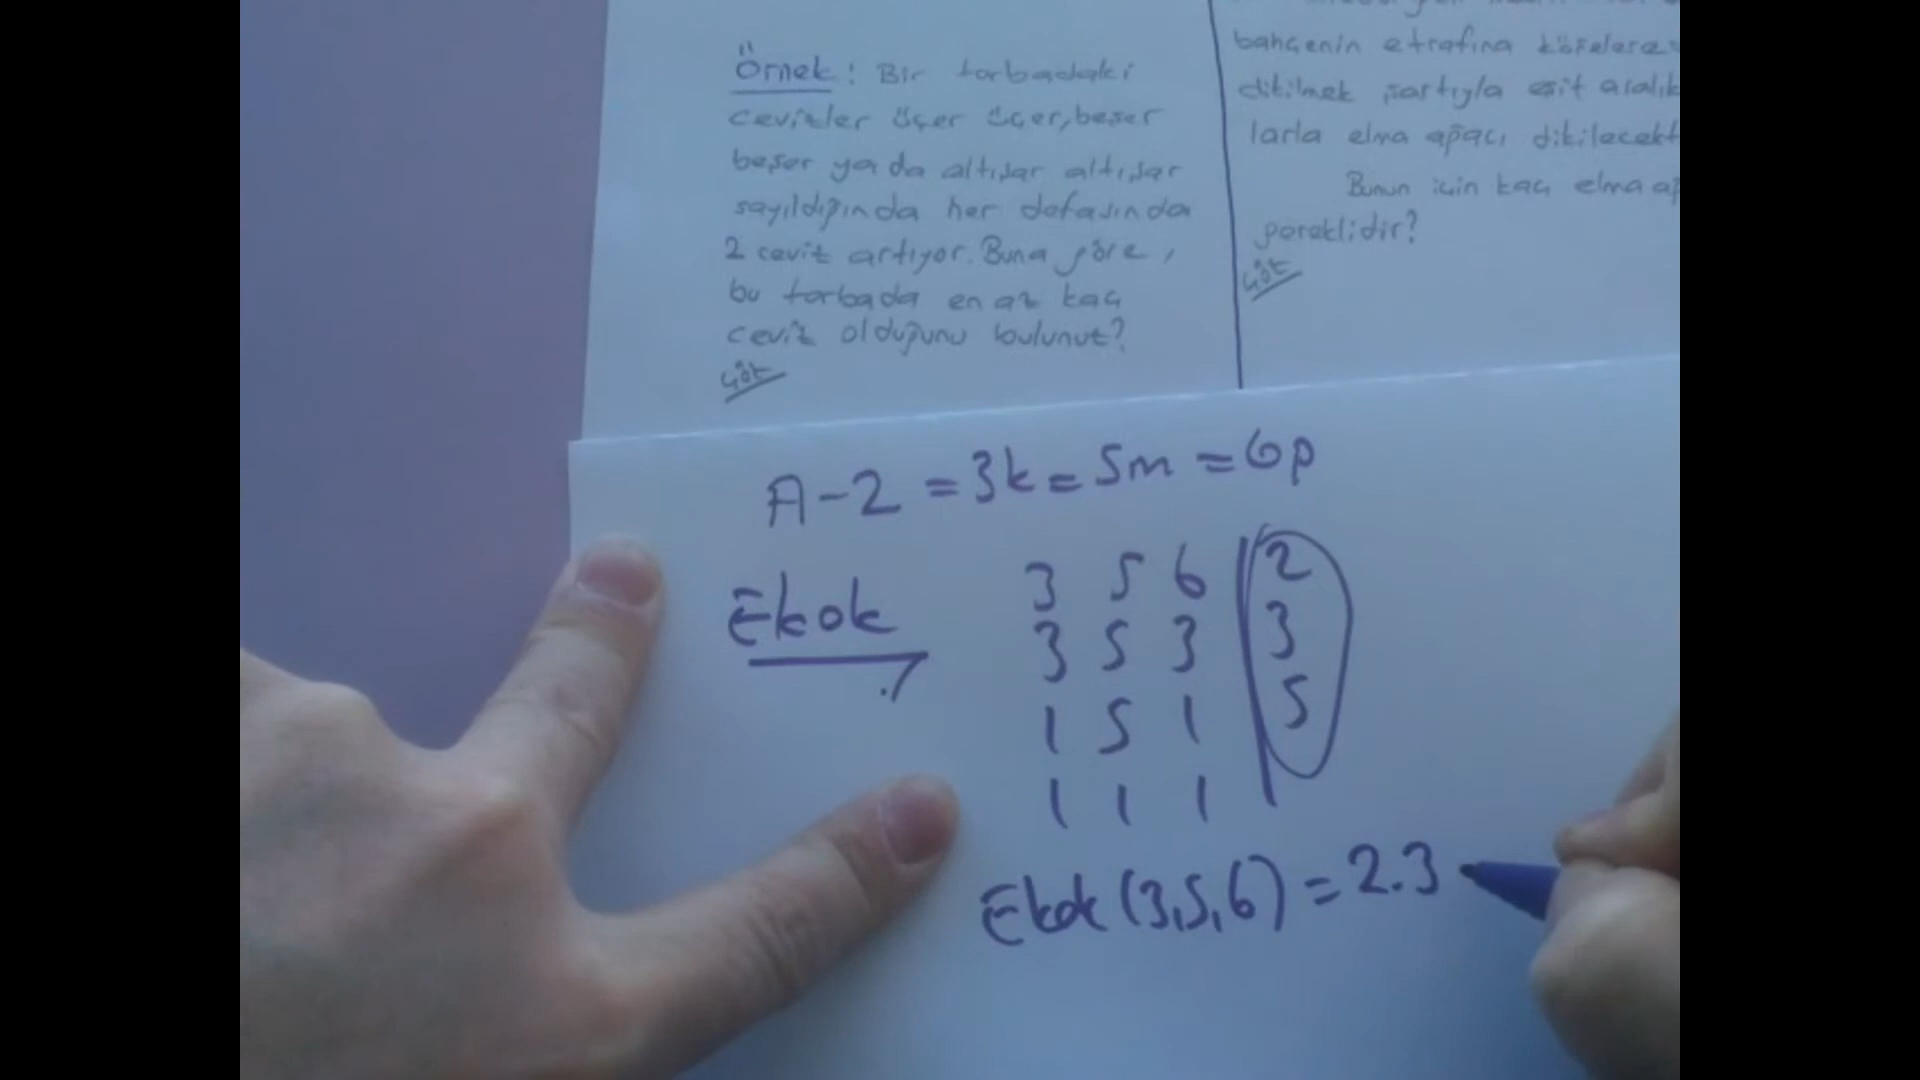 Örnek: Bir torbadaki
cevizler üçer üçer, beşer
beşer ya da altışar altışar
sayıldığında her defasında
2 ceviz artıyor. Buna göre,
bu torbada en az kaç
ceviz olduğunu bulunuz?
Çöz
bahçenin etrafına köşelere
dikilmek şartıyla eşit aralık
larla elma ağacı dikilecekt
Bunun için kaç elma ağ
gereklidir?
Çöz
A-2=3k=5m=6p
Ekok
3 5 6 2
3 5 3 3
1 5 1 5
1 1 1
Ekok(3,5,6)=2.3